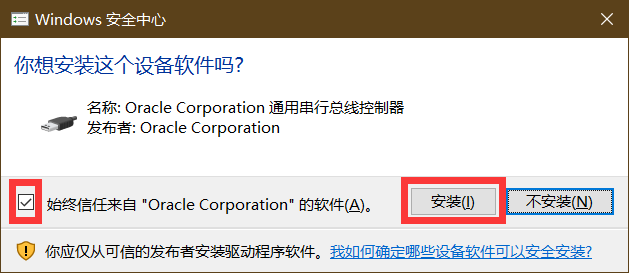 Windows 安全中心
你想安装这个设备软件吗?
名称: Oracle Corporation 通用串行总线控制器
发布者: Oracle Corporation
始终信任来自 "Oracle Corporation" 的软件(A)。
安装(I)
不安装(N)
你应仅从可信的发布者安装驱动程序软件。我如何确定哪些设备软件可以安全安装?